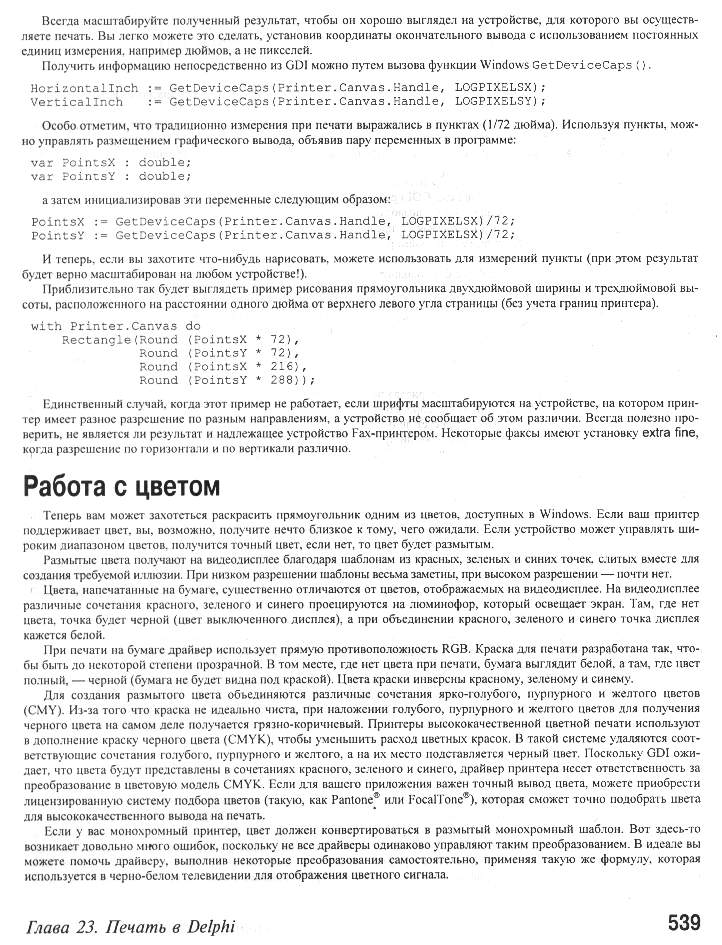 Всегда масштабируйте полученный результат, чтобы он хорошо выглядел на устройстве, для которого вы осуществ-
ляете печать. Вы легко можете это сделать, установив координаты окончательного вывода с использованием постоянных
единиц измерения, например дюймов, а не пикселей.
Получить информацию непосредственно из GDI можно путем вызова функции Windows GetDeviceCaps().
HorizontalInch := GetDeviceCaps(Printer.Canvas.Handle, LOGPIXELSX);
VerticalInch   := GetDeviceCaps(Printer.Canvas.Handle, LOGPIXELSY);
Особо отметим, что традиционно измерения при печати выражались в пунктах (1/72 дюйма). Используя пункты, мож-
но управлять размещением графического вывода, объявив пару переменных в программе:
var PointsX : double;
var PointsY : double;
а затем инициализировав эти переменные следующим образом:
PointsX := GetDeviceCaps(Printer.Canvas.Handle, LOGPIXELSX)/72;
PointsY := GetDeviceCaps(Printer.Canvas.Handle, LOGPIXELSX)/72;
И теперь, если вы захотите что-нибудь нарисовать, можете использовать для измерений пункты (при этом результат
будет верно масштабирован на любом устройстве!).
Приблизительно так будет выглядеть пример рисования прямоугольника двухдюймовой ширины и трехдюймовой вы-
соты, расположенного на расстоянии одного дюйма от верхнего левого угла страницы (без учета границ принтера).
with Printer.Canvas do
Rectangle(Round (PointsX * 72),
Round (PointsY * 72),
Round (PointsX * 216),
Round (PointsY * 288));
Единственный случай, когда этот пример не работает, если шрифты масштабируются на устройстве, на котором прин-
тер имеет разное разрешение по разным направлениям, а устройство не сообщает об этом различии. Всегда полезно про-
верить, не является ли результат и надлежащее устройство Fax-принтером. Некоторые факсы имеют установку extra fine,
когда разрешение по горизонтали и по вертикали различно.
Работа с цветом
Теперь вам может захотеться раскрасить прямоугольник одним из цветов, доступных в Windows. Если ваш принтер
поддерживает цвет, вы, возможно, получите нечто близкое к тому, чего ожидали. Если устройство может управлять ши-
роким диапазоном цветов, получится точный цвет, если нет, то цвет будет размытым.
Размытые цвета получают на видеодисплее благодаря шаблонам из красных, зеленых и синих точек, слитых вместе для
создания требуемой иллюзии. При низком разрешении шаблоны весьма заметны, при высоком разрешении — почти нет.
Цвета, напечатанные на бумаге, существенно отличаются от цветов, отображаемых на видеодисплее. На видеодисплее
различные сочетания красного, зеленого и синего проецируются на люминофор, который освещает экран. Там, где нет
цвета, точка будет черной (цвет выключенного дисплея), а при объединении красного, зеленого и синего точка дисплея
кажется белой.
При печати на бумаге драйвер использует прямую противоположность RGB. Краска для печати разработана так, что-
бы быть до некоторой степени прозрачной. В том месте, где нет цвета при печати, бумага выглядит белой, а там, где цвет
полный, — черной (бумага не будет видна под краской). Цвета краски инверсны красному, зеленому и синему.
Для создания размытого цвета объединяются различные сочетания ярко-голубого, пурпурного и желтого цветов
(CMY). Из-за того что краска не идеально чиста, при наложении голубого, пурпурного и желтого цветов для получения
черного цвета на самом деле получается грязно-коричневый. Принтеры высококачественной цветной печати используют
в дополнение краску черного цвета (CMYK), чтобы уменьшить расход цветных красок. В такой системе удаляются соот-
ветствующие сочетания голубого, пурпурного и желтого, а на их место подставляется черный цвет. Поскольку GDI ожи-
дает, что цвета будут представлены в сочетаниях красного, зеленого и синего, драйвер принтера несет ответственность за
преобразование в цветовую модель CMYK. Если для вашего приложения важен точный вывод цвета, можете приобрести
лицензированную систему подбора цветов (такую, как Pantone® или FocalTone®), которая сможет точно подобрать цвета
для высококачественного вывода на печать.
Если у вас монохромный принтер, цвет должен конвертироваться в размытый монохромный шаблон. Вот здесь-то
возникает довольно много ошибок, поскольку не все драйверы одинаково управляют таким преобразованием. В идеале вы
можете помочь драйверу, выполнив некоторые преобразования самостоятельно, применяя такую же формулу, которая
используется в черно-белом телевидении для отображения цветного сигнала.
Глава 23. Печать в Delphi 539